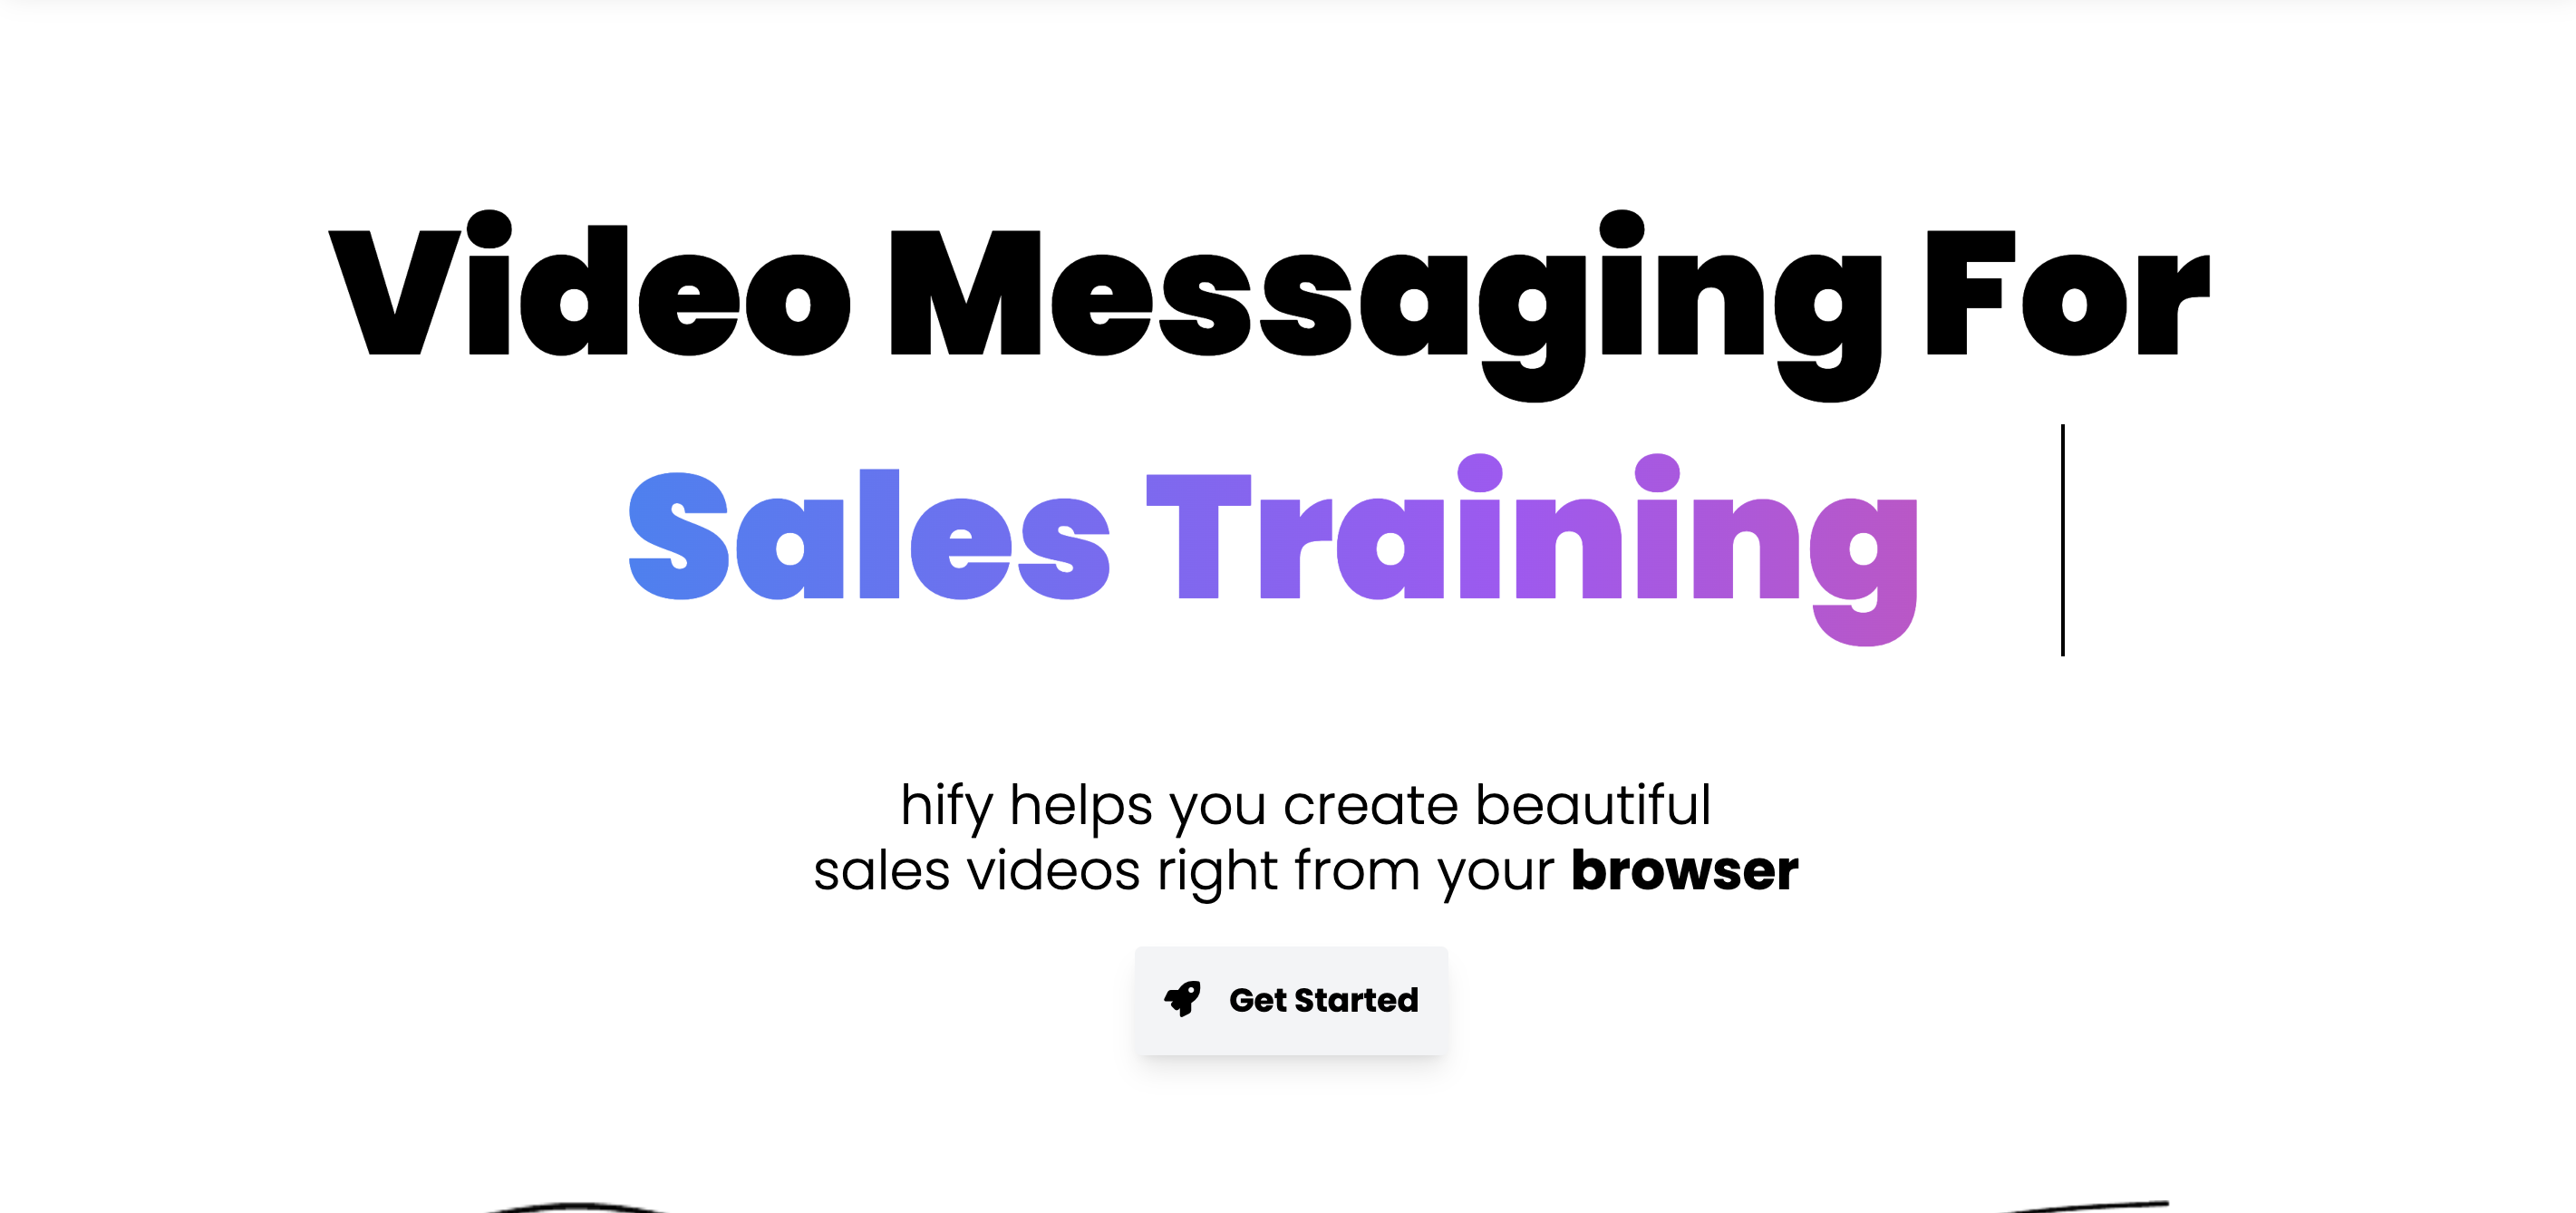 Video Messaging For
Sales Training
hify helps you create beautiful
sales videos right from your browser
Get Started